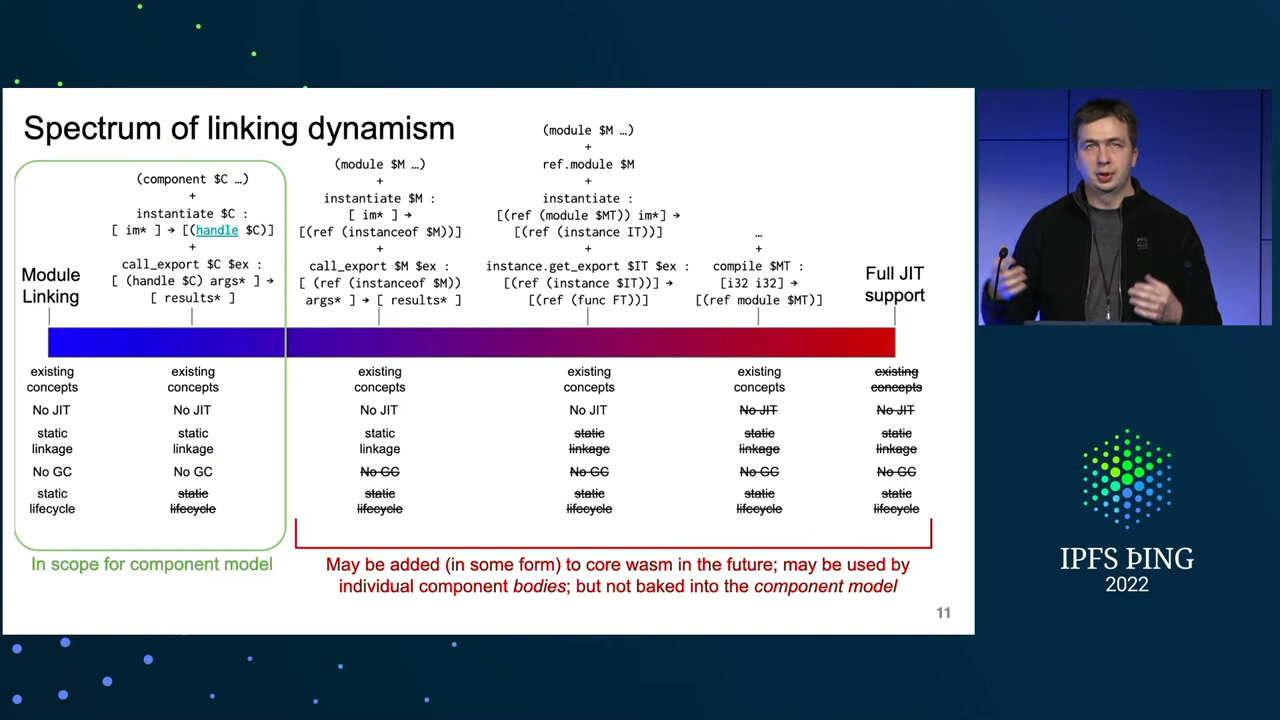 Spectrum of linking dynamism
Module
Linking
(component $C …)
+
instantiate $C :
[ im* ] → [(handle $C)]
+
call_export $C $ex :
[ (handle $C) args* ] →
[ results* ]
(module $M …)
+
instantiate $M :
[ im* ] →
[(ref (instanceof $M))]
+
call_export $M $ex :
[ (ref (instanceof $M))
args* ] → [ results* ]
(module $M …)
+
ref.module $M
+
instantiate :
[(ref (module $MT)) im*] →
[(ref (instance IT))]
+
instance.get_export $IT $ex :
[(ref (instance $IT))] →
[(ref (func FT))]
…
+
compile $MT :
[i32 i32] →
[(ref module $MT)]
Full JIT
support
existing
concepts
No JIT
static
linkage
No GC
static
lifecycle
existing
concepts
No JIT
static
linkage
No GC
static
lifecycle
existing
concepts
No JIT
static
linkage
No GC
static
lifecycle
existing
concepts
No JIT
static
linkage
No GC
static
lifecycle
existing
concepts
No JIT
static
linkage
No GC
static
lifecycle
existing
concepts
No JIT
static
linkage
No GC
static
lifecycle
In scope for component model
May be added (in some form) to core wasm in the future; may be used by
individual component bodies; but not baked into the component model
11
IPFS ÞING
2022